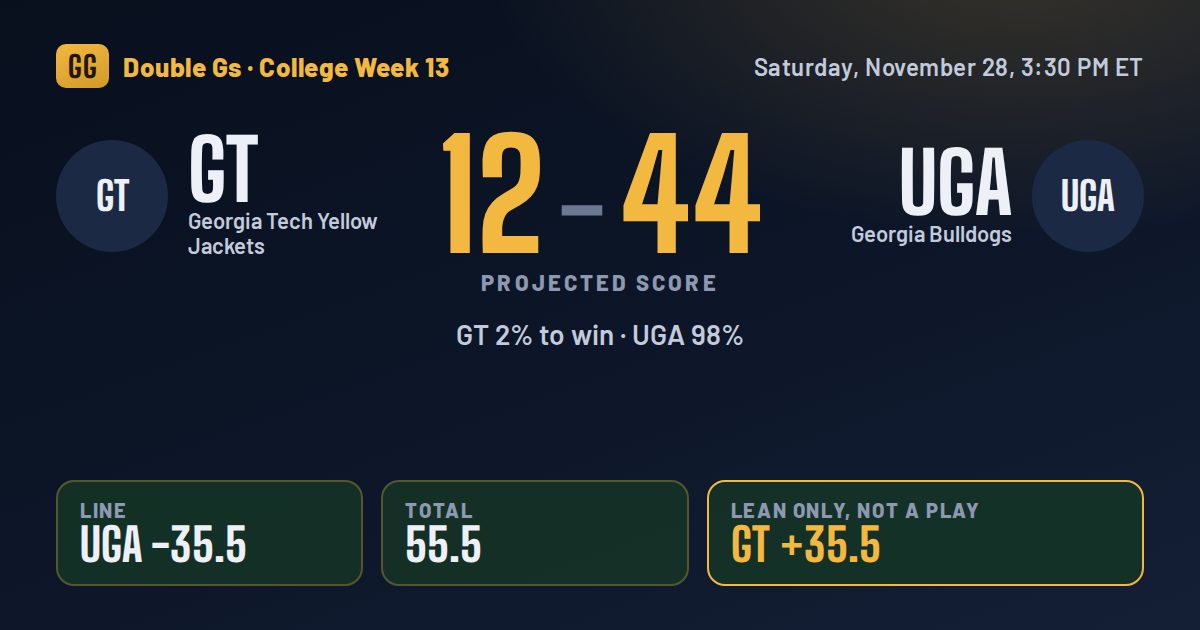 GG
Double Gs · College Week 13
Saturday, November 28, 3:30 PM ET
GT
GT
Georgia Tech Yellow
Jackets
12 – 44
PROJECTED SCORE
GT 2% to win · UGA 98%
UGA
Georgia Bulldogs
UGA
LINE
UGA −35.5
TOTAL
55.5
LEAN ONLY, NOT A PLAY
GT +35.5